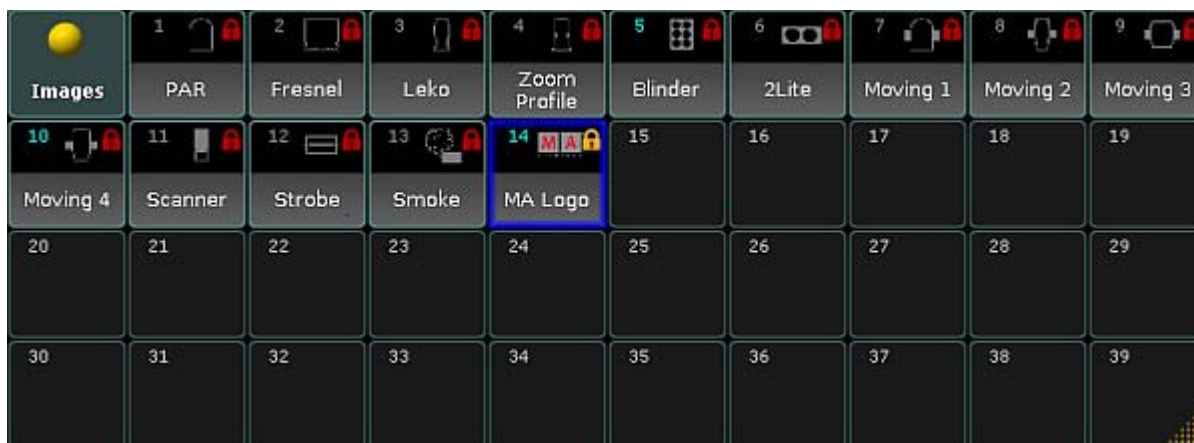 1 2 3 4 5 6 7 8 9
Images PAR Fresnel Leko Zoom Profile Blinder 2Lite Moving 1 Moving 2 Moving 3
10 11 12 13 14 MA 15 16 17 18 19
Moving 4 Scanner Strobe Smoke MA Logo
20 21 22 23 24 25 26 27 28 29
30 31 32 33 34 35 36 37 38 39